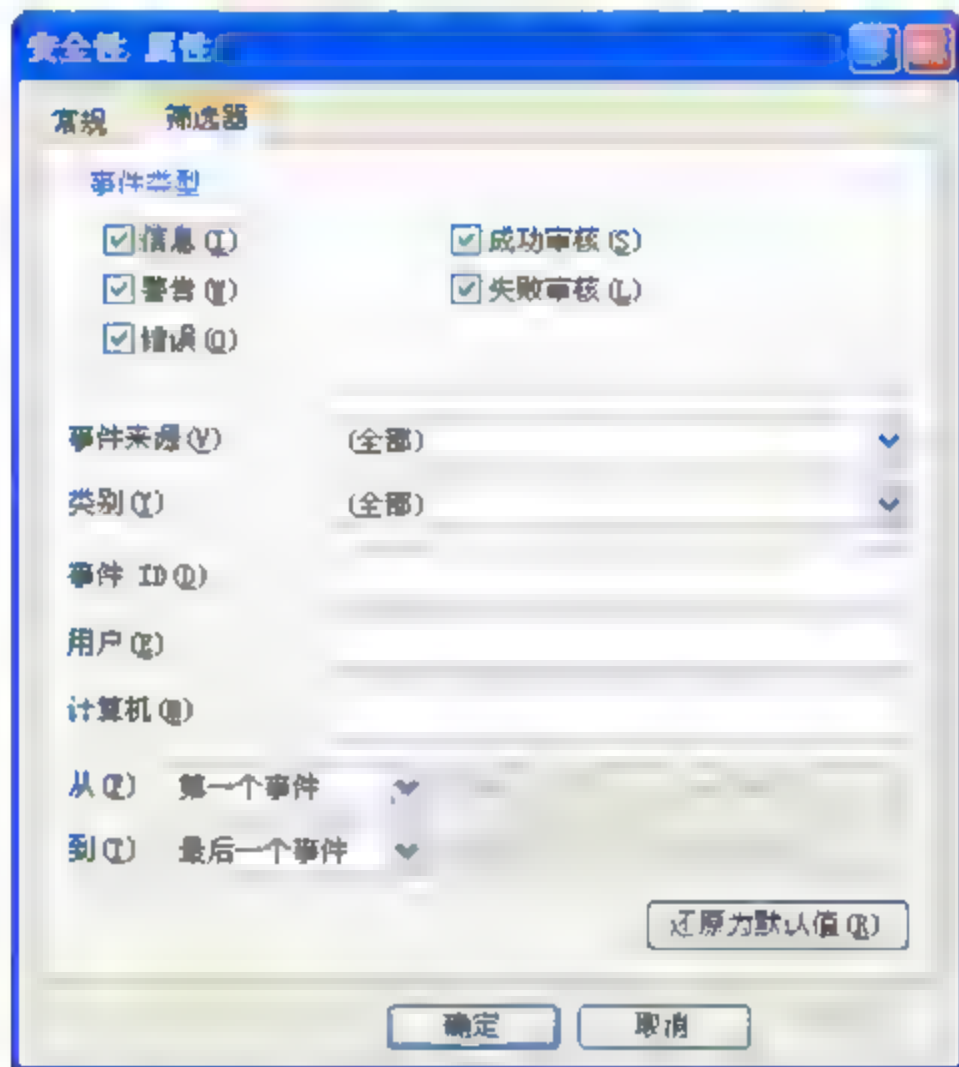 安全性 属性
常规 筛选器
事件类型
信息(I) 成功审核(S)
警告(W) 失败审核(L)
错误(O)
事件来源(V) (全部)
类别(Y) (全部)
事件 ID(D)
用户(E)
计算机(M)
从(F) 第一个事件
到(T) 最后一个事件
还原为默认值(R)
确定 取消